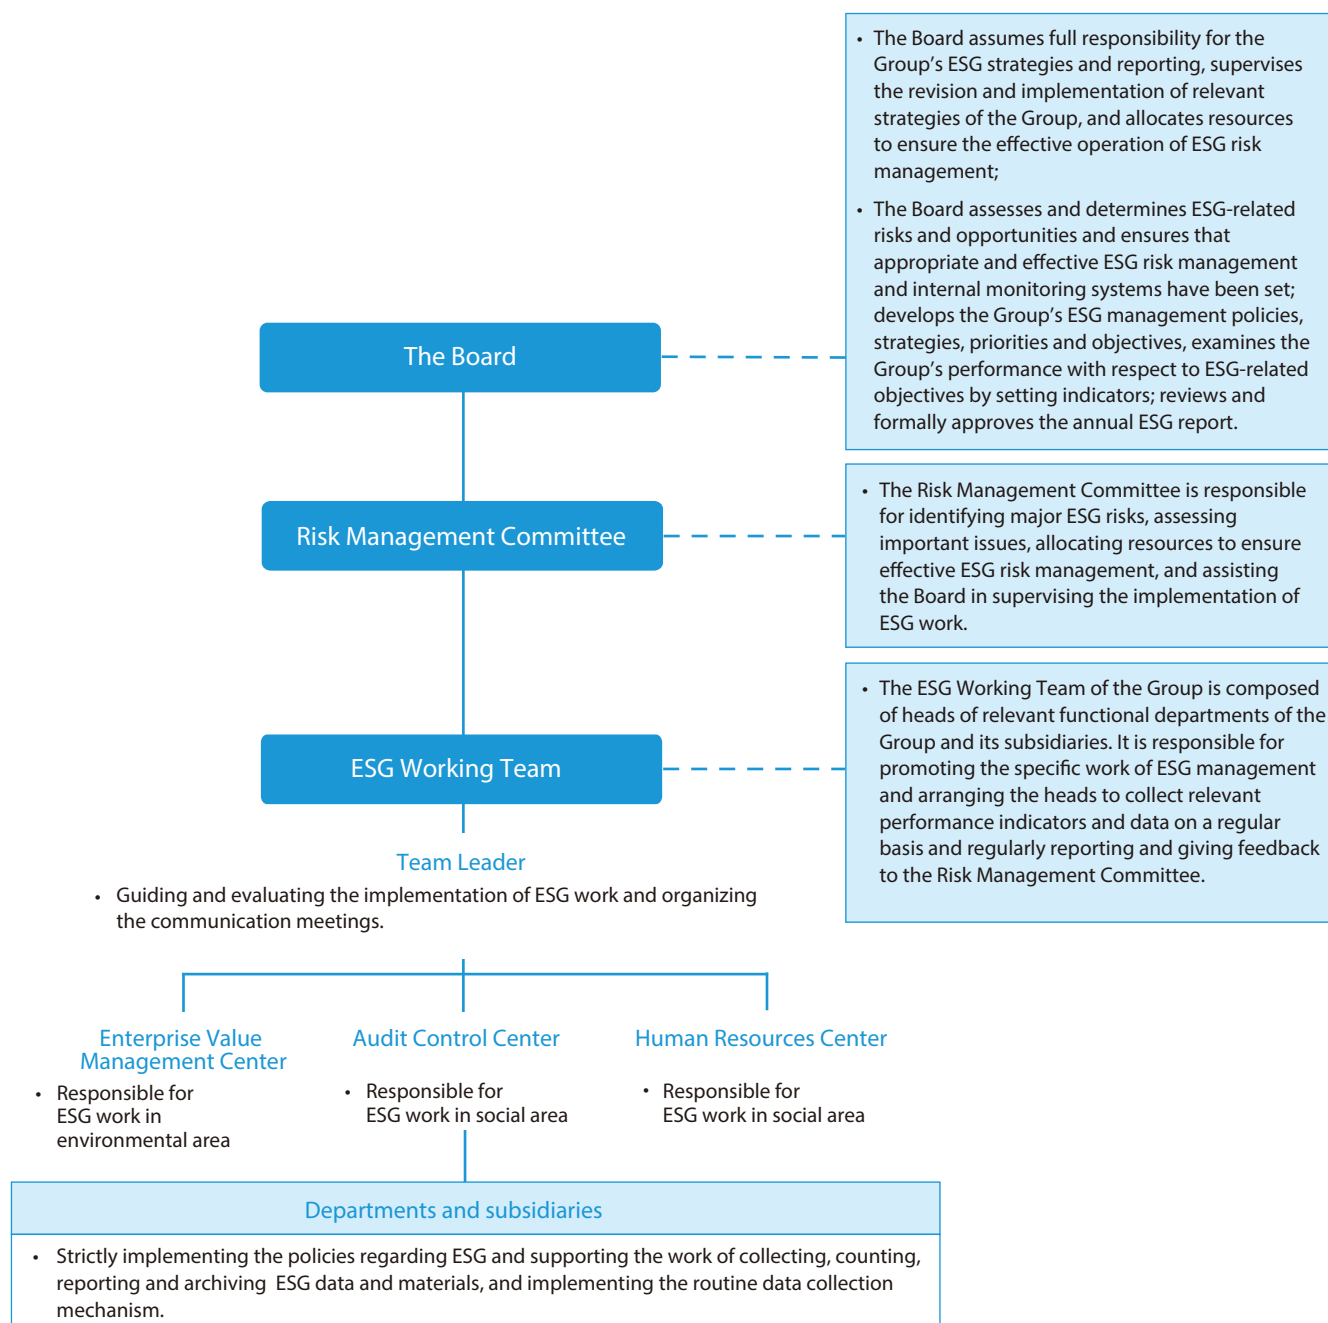 • The Board assumes full responsibility for the
Group’s ESG strategies and reporting, supervises
the revision and implementation of relevant
strategies of the Group, and allocates resources
to ensure the effective operation of ESG risk
management;
• The Board assesses and determines ESG-related
risks and opportunities and ensures that
appropriate and effective ESG risk management
and internal monitoring systems have been set;
develops the Group’s ESG management policies,
strategies, priorities and objectives, examines the
Group’s performance with respect to ESG-related
objectives by setting indicators; reviews and
formally approves the annual ESG report.
The Board
• The Risk Management Committee is responsible
for identifying major ESG risks, assessing
important issues, allocating resources to ensure
effective ESG risk management, and assisting
the Board in supervising the implementation of
ESG work.
Risk Management Committee
• The ESG Working Team of the Group is composed
of heads of relevant functional departments of the
Group and its subsidiaries. It is responsible for
promoting the specific work of ESG management
and arranging the heads to collect relevant
performance indicators and data on a regular
basis and regularly reporting and giving feedback
to the Risk Management Committee.
ESG Working Team
Team Leader
• Guiding and evaluating the implementation of ESG work and organizing
the communication meetings.
Enterprise Value
Management Center
• Responsible for
ESG work in
environmental area
Audit Control Center
• Responsible for
ESG work in social area
Human Resources Center
• Responsible for
ESG work in social area
Departments and subsidiaries
• Strictly implementing the policies regarding ESG and supporting the work of collecting, counting,
reporting and archiving ESG data and materials, and implementing the routine data collection
mechanism.